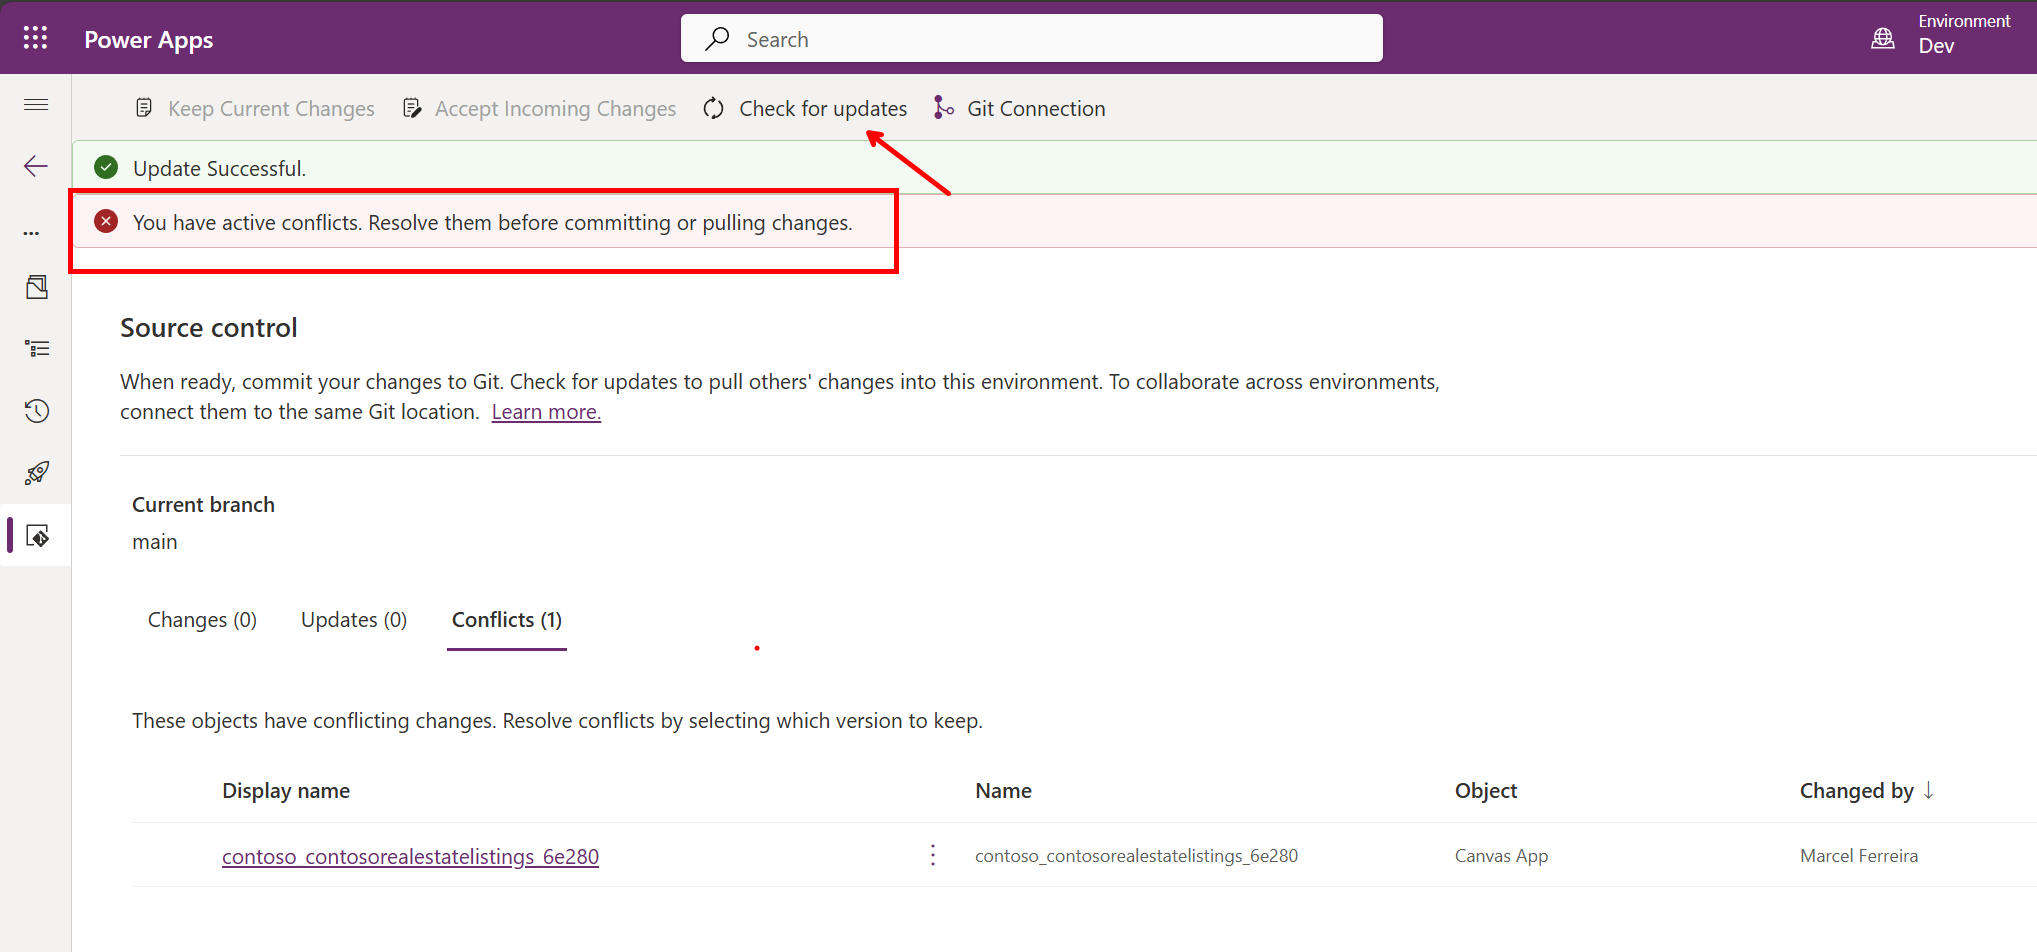 Power Apps
Search
Environment
Dev
Keep Current Changes
Accept Incoming Changes
Check for updates
Git Connection
Update Successful.
You have active conflicts. Resolve them before committing or pulling changes.
Source control
When ready, commit your changes to Git. Check for updates to pull others' changes into this environment. To collaborate across environments,
connect them to the same Git location. Learn more.
Current branch
main
Changes (0)
Updates (0)
Conflicts (1)
These objects have conflicting changes. Resolve conflicts by selecting which version to keep.
Display name
Name
Object
Changed by
contoso_contosorealestatelistings_6e280
contoso_contosorealestatelistings_6e280
Canvas App
Marcel Ferreira